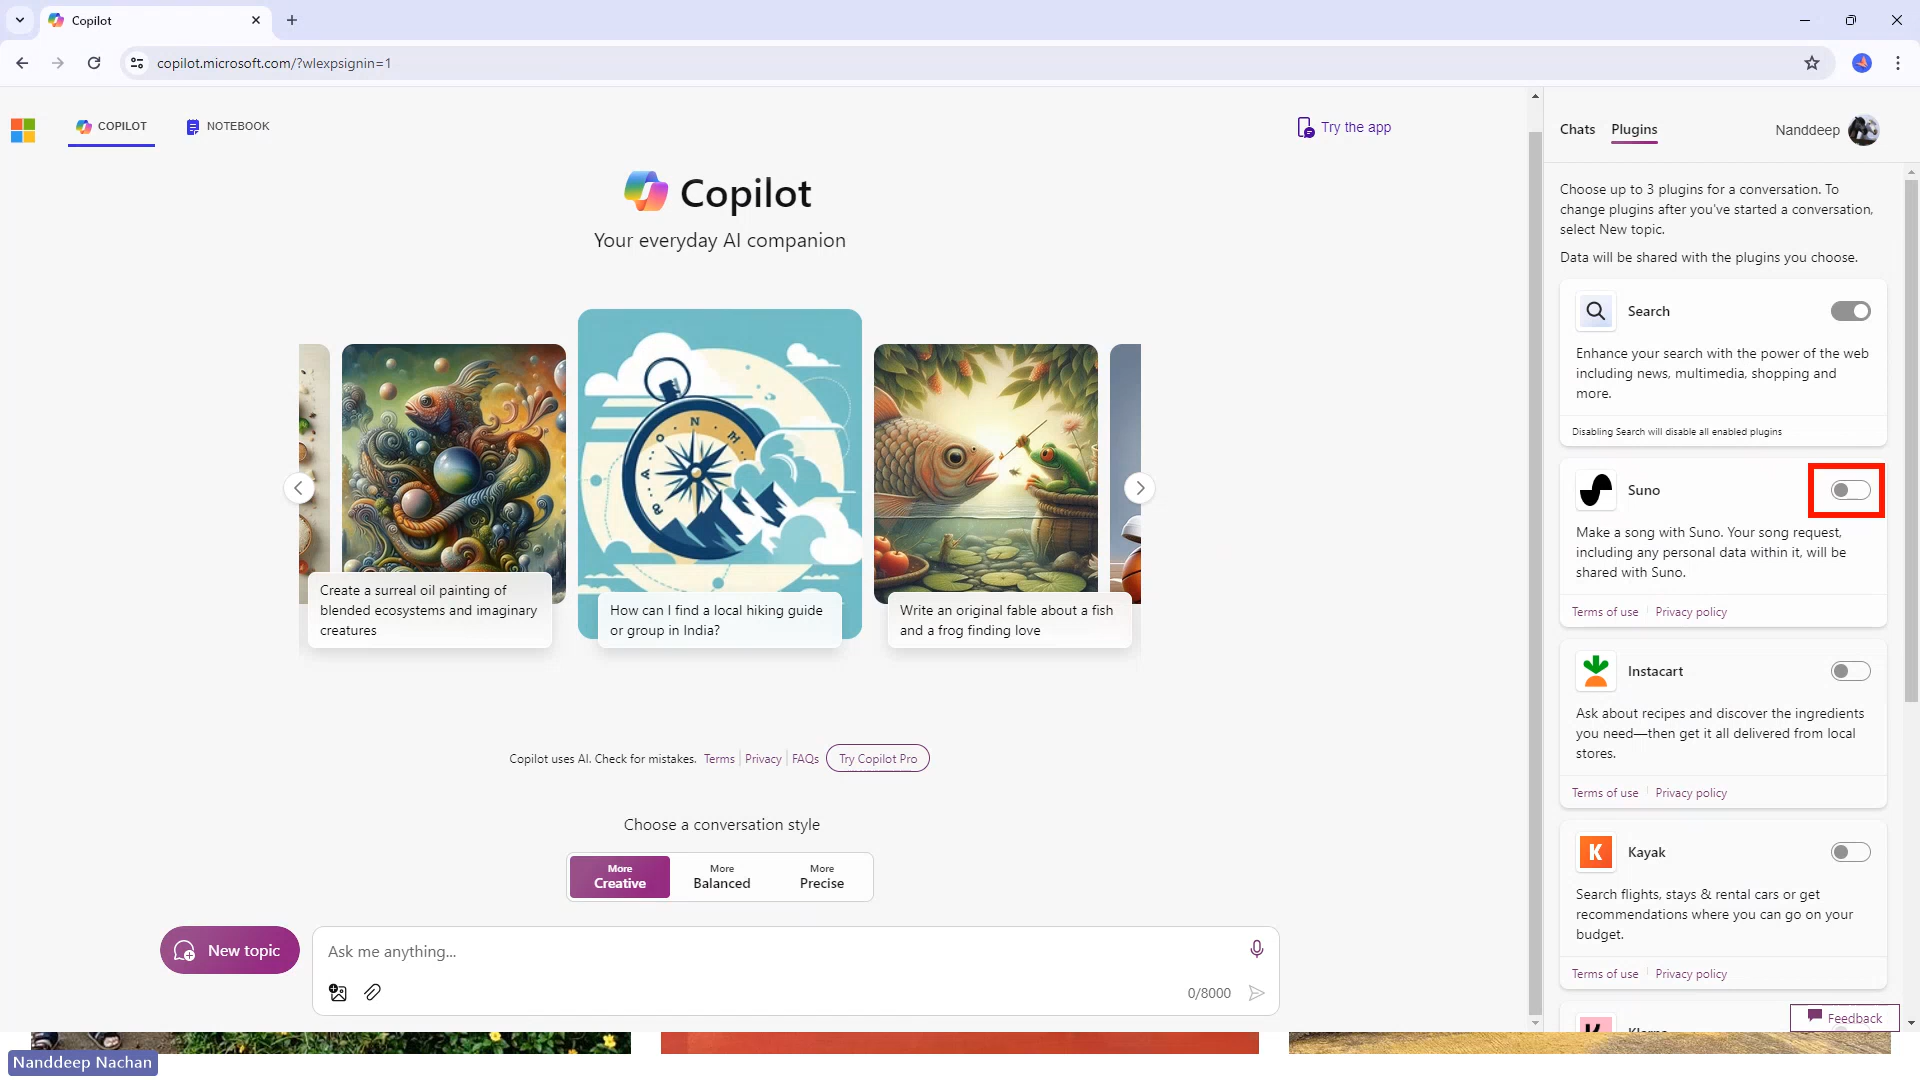 Copilot
copilot.microsoft.com/?wlexpsignin=1
COPILOT
NOTEBOOK
Try the app
Chats
Plugins
Nanddeep
Copilot
Your everyday AI companion
Create a surreal oil painting of
blended ecosystems and imaginary
creatures
How can I find a local hiking guide
or group in India?
Write an original fable about a fish
and a frog finding love
Copilot uses AI. Check for mistakes.
Terms
Privacy
FAQs
Try Copilot Pro
Choose a conversation style
More
Creative
More
Balanced
More
Precise
New topic
Ask me anything...
0/8000
Choose up to 3 plugins for a conversation. To
change plugins after you've started a conversation,
select New topic.
Data will be shared with the plugins you choose.
Search
Enhance your search with the power of the web
including news, multimedia, shopping and
more.
Disabling Search will disable all enabled plugins
Suno
Make a song with Suno. Your song request,
including any personal data within it, will be
shared with Suno.
Terms of use
Privacy policy
Instacart
Ask about recipes and discover the ingredients
you need—then get it all delivered from local
stores.
Terms of use
Privacy policy
K
Kayak
Search flights, stays & rental cars or get
recommendations where you can go on your
budget.
Terms of use
Privacy policy
Feedback
Nanddeep Nachan